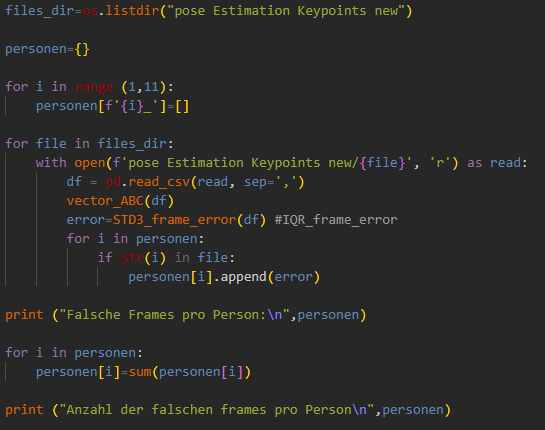 files_dir=os.listdir("pose Estimation Keypoints new")
personen={}
for i in range (1,11):
    personen[f'{i}_']=[]
for file in files_dir:
    with open(f'pose Estimation Keypoints new/{file}', 'r') as read:
        df = pd.read_csv(read, sep=',')
        vector_ABC(df)
        error=STD3_frame_error(df) #IQR_frame_error
        for i in personen:
            if str(i) in file:
                personen[i].append(error)
print ("Falsche Frames pro Person:\n",personen)
for i in personen:
    personen[i]=sum(personen[i])
print ("Anzahl der falschen frames pro Person\n",personen)